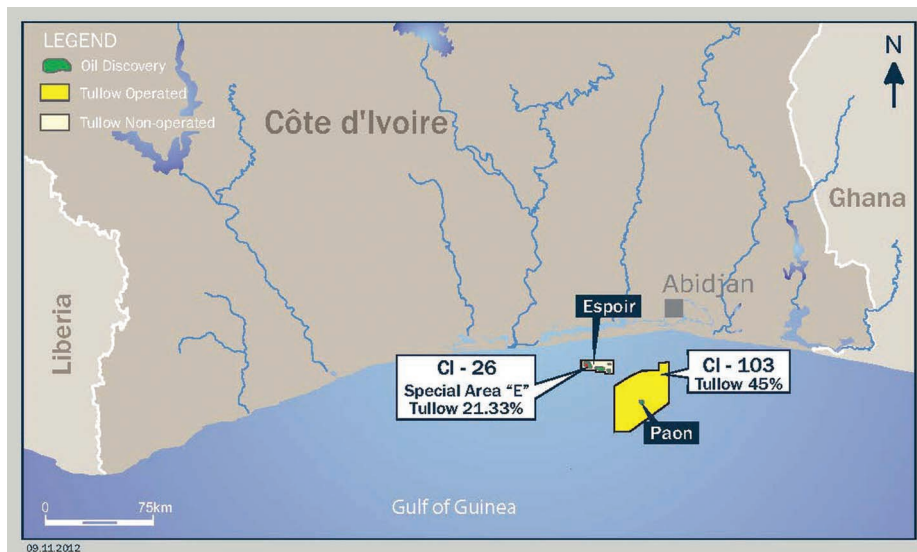 LEGEND
Oil Discovery
Tullow Operated
Tullow Non-operated
N
Côte d'Ivoire
Ghana
Liberia
Abidjan
Espoir
CI - 26
Special Area "E"
Tullow 21.33%
CI - 103
Tullow 45%
Paon
0 75km
Gulf of Guinea
09.11.2012